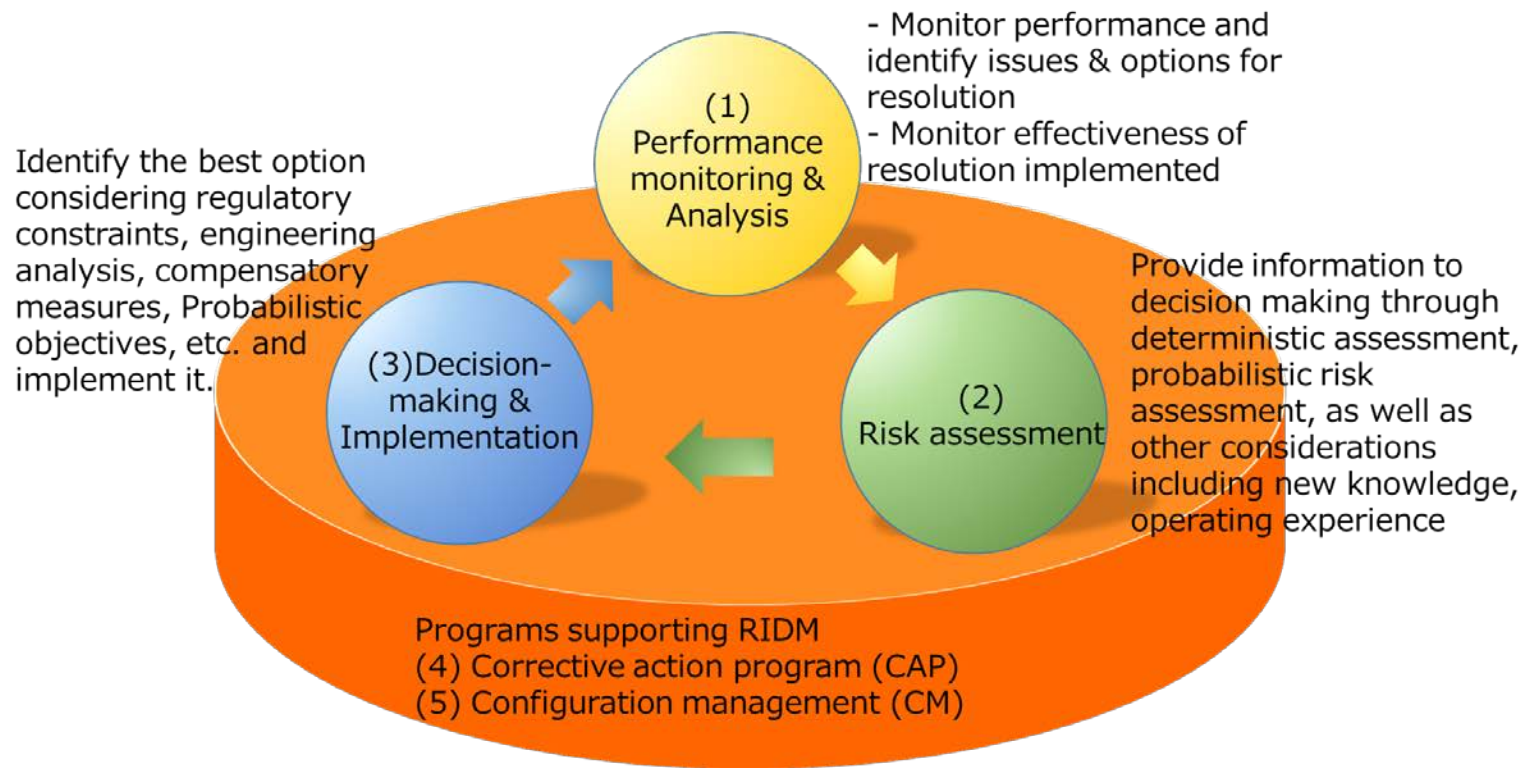 - Monitor performance and
identify issues & options for
resolution
- Monitor effectiveness of
resolution implemented
(1)
Performance
monitoring &
Analysis
Identify the best option
considering regulatory
constraints, engineering
analysis, compensatory
measures, Probabilistic
objectives, etc. and
implement it.
(3)Decision-
making &
Implementation
(2)
Risk assessment
Provide information to
decision making through
deterministic assessment,
probabilistic risk
assessment, as well as
other considerations
including new knowledge,
operating experience
Programs supporting RIDM
(4) Corrective action program (CAP)
(5) Configuration management (CM)